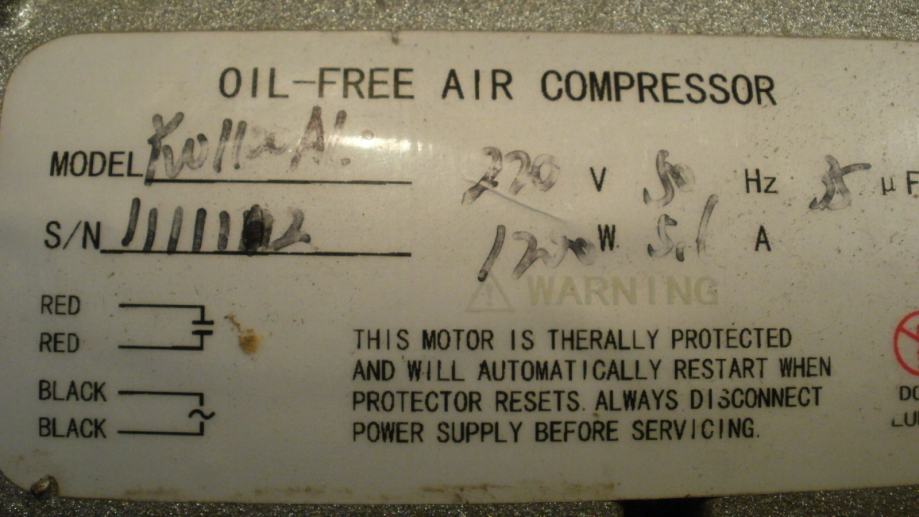 OIL-FREE AIR COMPRESSOR
MODEL
220 V 50 Hz µF
S/N
1200 W 5.1 A
WARNING
RED
RED
BLACK
BLACK
~
THIS MOTOR IS THERALLY PROTECTED
AND WILL AUTOMATICALLY RESTART WHEN
PROTECTOR RESETS. ALWAYS DISCONNECT
POWER SUPPLY BEFORE SERVICING.